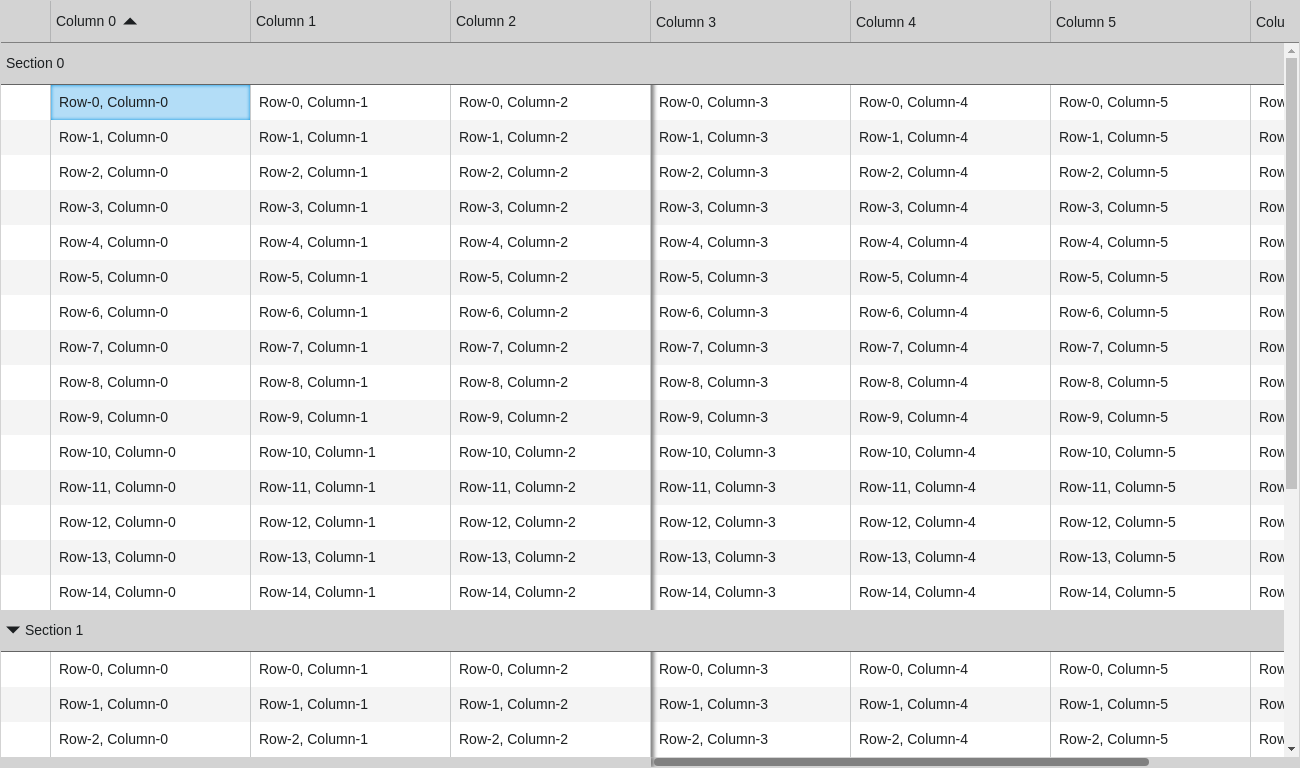 Column 0 Column 1 Column 2 Column 3 Column 4 Column 5 Colu
Section 0
Row-0, Column-0 Row-0, Column-1 Row-0, Column-2 Row-0, Column-3 Row-0, Column-4 Row-0, Column-5 Row
Row-1, Column-0 Row-1, Column-1 Row-1, Column-2 Row-1, Column-3 Row-1, Column-4 Row-1, Column-5 Row
Row-2, Column-0 Row-2, Column-1 Row-2, Column-2 Row-2, Column-3 Row-2, Column-4 Row-2, Column-5 Row
Row-3, Column-0 Row-3, Column-1 Row-3, Column-2 Row-3, Column-3 Row-3, Column-4 Row-3, Column-5 Row
Row-4, Column-0 Row-4, Column-1 Row-4, Column-2 Row-4, Column-3 Row-4, Column-4 Row-4, Column-5 Row
Row-5, Column-0 Row-5, Column-1 Row-5, Column-2 Row-5, Column-3 Row-5, Column-4 Row-5, Column-5 Row
Row-6, Column-0 Row-6, Column-1 Row-6, Column-2 Row-6, Column-3 Row-6, Column-4 Row-6, Column-5 Row
Row-7, Column-0 Row-7, Column-1 Row-7, Column-2 Row-7, Column-3 Row-7, Column-4 Row-7, Column-5 Row
Row-8, Column-0 Row-8, Column-1 Row-8, Column-2 Row-8, Column-3 Row-8, Column-4 Row-8, Column-5 Row
Row-9, Column-0 Row-9, Column-1 Row-9, Column-2 Row-9, Column-3 Row-9, Column-4 Row-9, Column-5 Row
Row-10, Column-0 Row-10, Column-1 Row-10, Column-2 Row-10, Column-3 Row-10, Column-4 Row-10, Column-5 Row
Row-11, Column-0 Row-11, Column-1 Row-11, Column-2 Row-11, Column-3 Row-11, Column-4 Row-11, Column-5 Row
Row-12, Column-0 Row-12, Column-1 Row-12, Column-2 Row-12, Column-3 Row-12, Column-4 Row-12, Column-5 Row
Row-13, Column-0 Row-13, Column-1 Row-13, Column-2 Row-13, Column-3 Row-13, Column-4 Row-13, Column-5 Row
Row-14, Column-0 Row-14, Column-1 Row-14, Column-2 Row-14, Column-3 Row-14, Column-4 Row-14, Column-5 Row
Section 1
Row-0, Column-0 Row-0, Column-1 Row-0, Column-2 Row-0, Column-3 Row-0, Column-4 Row-0, Column-5 Row
Row-1, Column-0 Row-1, Column-1 Row-1, Column-2 Row-1, Column-3 Row-1, Column-4 Row-1, Column-5 Row
Row-2, Column-0 Row-2, Column-1 Row-2, Column-2 Row-2, Column-3 Row-2, Column-4 Row-2, Column-5 Row